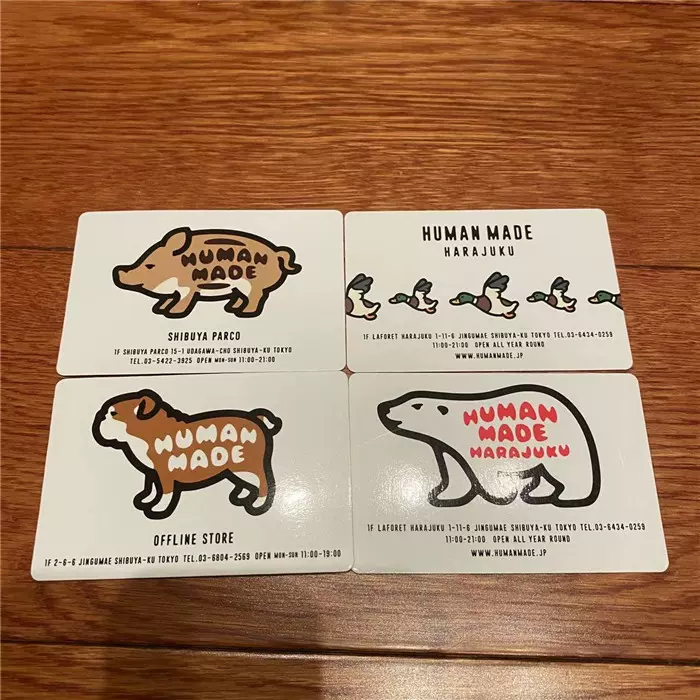 HUMAN
MADE
SHIBUYA PARCO
1F SHIBUYA PARCO 15-1 UDAGAWA-CHO SHIBUYA-KU TOKYO
TEL.03-5422-3925 OPEN MON-SUN 11:00-21:00
HUMAN MADE
HARAJUKU
1F LAFORET HARAJUKU 1-11-6 JINGUMAE SHIBUYA-KU TOKYO TEL.03-6434-0259
11:00-21:00 OPEN ALL YEAR ROUND
WWW.HUMANMADE.JP
HUMAN
MADE
OFFLINE STORE
1F 2-6-6 JINGUMAE SHIBUYA-KU TOKYO TEL.03-6804-2569 OPEN MON-SUN 11:00-19:00
HUMAN
MADE
HARAJUKU
1F LAFORET HARAJUKU 1-11-6 JINGUMAE SHIBUYA-KU TOKYO TEL.03-6434-0259
11:00-21:00 OPEN ALL YEAR ROUND
WWW.HUMANMADE.JP